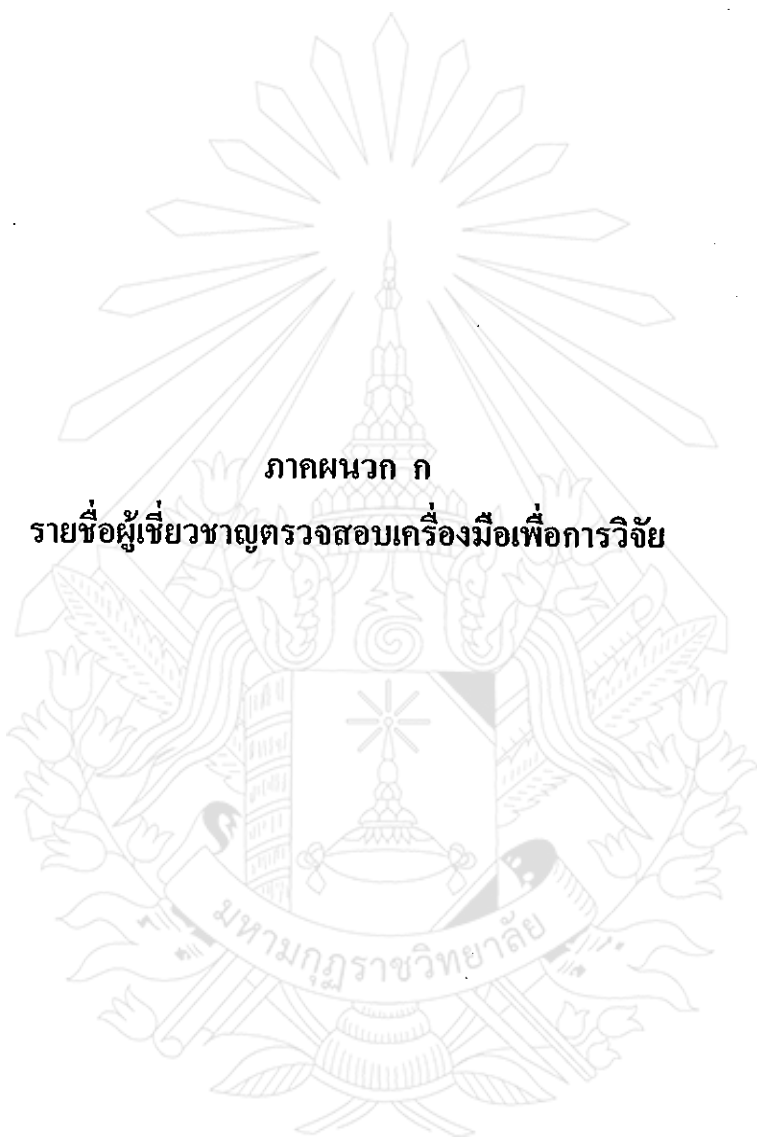 ภาคผนวก ก
รายชื่อผู้เชี่ยวชาญตรวจสอบเครื่องมือเพื่อการวิจัย
มหามกุฏราชวิทยาลัย